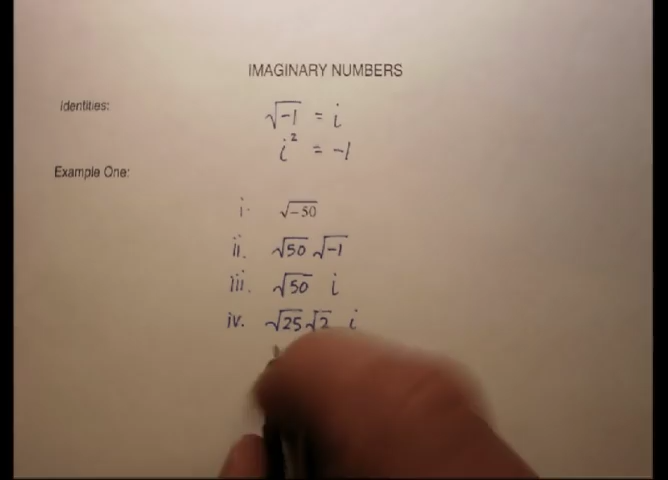 IMAGINARY NUMBERS
Identities:
√-1 = i
i² = -1
Example One:
i. √-50
ii. √50 √-1
iii. √50 i
iv. √25 √2 i